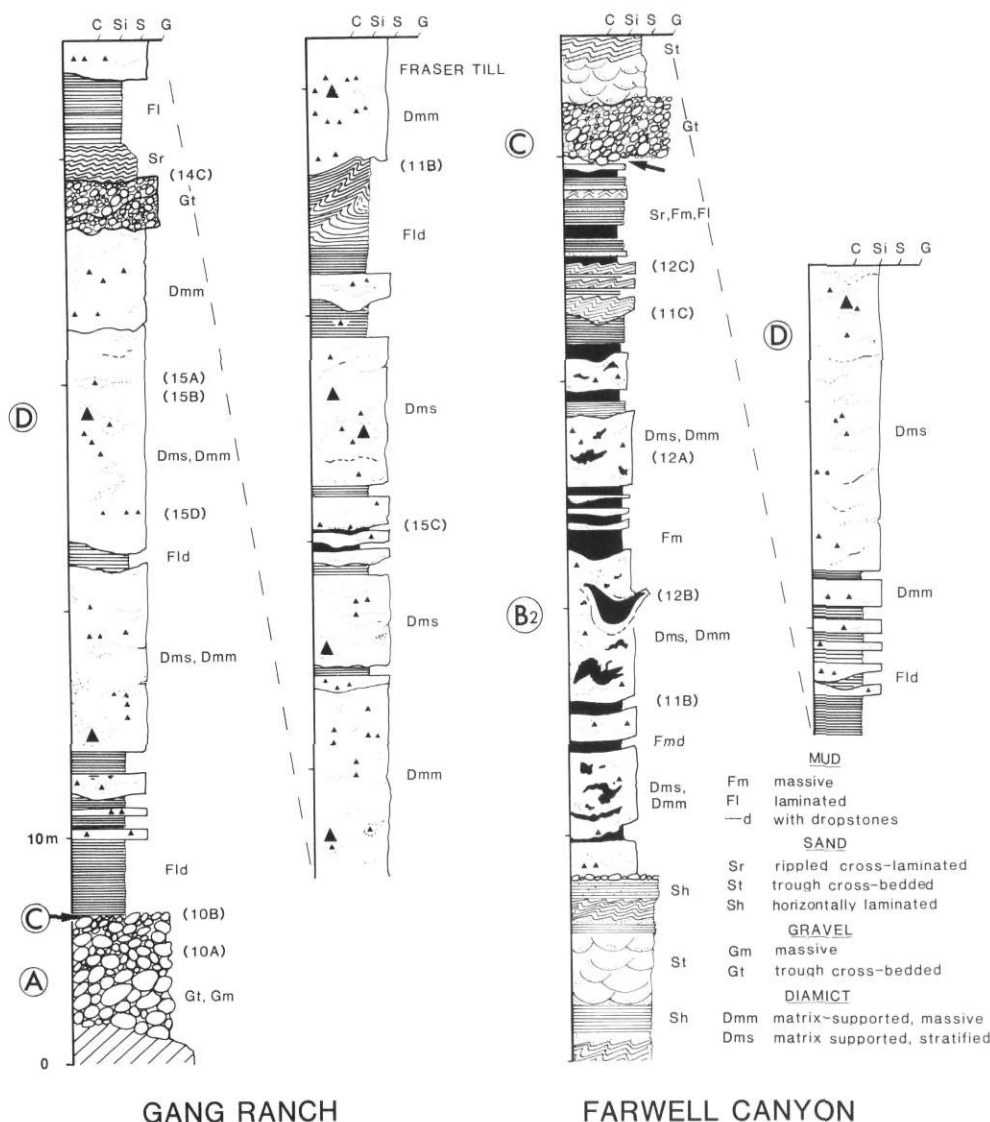 C Si S G
Fl
Sr
(14C)
Gt
Dmm
(15A)
(15B)
D
Dms, Dmm
(15D)
Fld
Dms, Dmm
10m
Fld
C
(10B)
(10A)
A
Gt, Gm
0
C Si S G
FRASER TILL
Dmm
(11B)
Fld
Dms
(15C)
Dms
Dmm
GANG RANCH
C Si S G
St
Gt
C
Sr, Fm, Fl
(12C)
(11C)
Dms, Dmm
(12A)
Fm
(12B)
B2
Dms, Dmm
(11B)
Fmd
Dms,
Dmm
Sh
St
Sh
C Si S G
D
Dms
Dmm
Fld
MUD
Fm massive
Fl laminated
—d with dropstones
SAND
Sr rippled cross-laminated
St trough cross-bedded
Sh horizontally laminated
GRAVEL
Gm massive
Gt trough cross-bedded
DIAMICT
Dmm matrix-supported, massive
Dms matrix supported, stratified
FARWELL CANYON